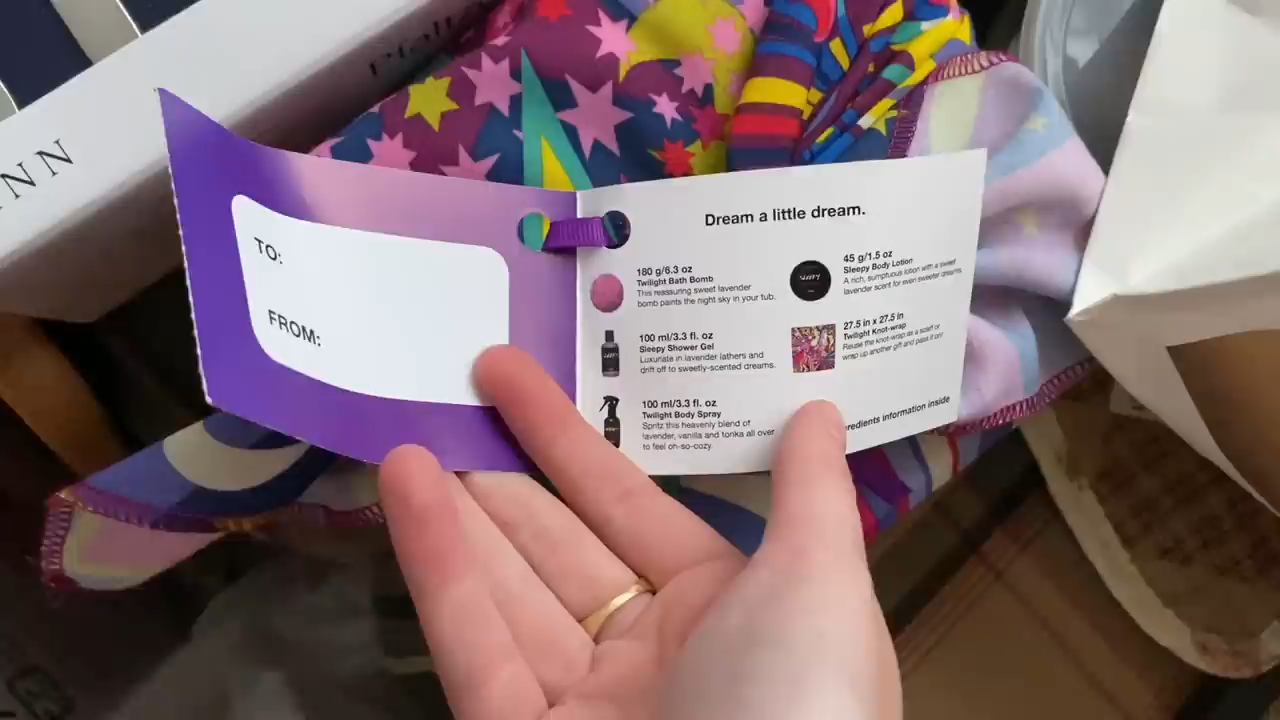 NN
TO:
FROM:
Dream a little dream.
180 g/6.3 oz
Twilight Bath Bomb
This reassuring sweet lavender
bomb paints the night sky in your tub.
100 ml/3.3 fl. oz
Sleepy Shower Gel
Luxuriate in lavender lathers and
drift off to sweetly-scented dreams.
100 ml/3.3 fl. oz
Twilight Body Spray
Spritz this heavenly blend of
lavender, vanilla and tonka all over
to feel oh-so-cozy.
45 g/1.5 oz
Sleepy Body Lotion
A rich, sumptuous lotion with a sweet
lavender scent for even sweeter dreams.
SLEEPY
27.5 in x 27.5 in
Twilight Knot-wrap
Reuse the knot-wrap as a scarf or
wrap up another gift and pass it on!
redients information inside